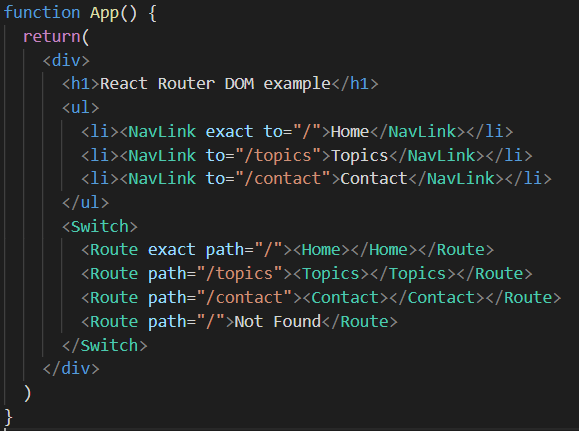 function App() {
  return(
    <div>
      <h1>React Router DOM example</h1>
      <ul>
        <li><NavLink exact to="/">Home</NavLink></li>
        <li><NavLink to="/topics">Topics</NavLink></li>
        <li><NavLink to="/contact">Contact</NavLink></li>
      </ul>
      <Switch>
        <Route exact path="/"><Home></Home></Route>
        <Route path="/topics"><Topics></Topics></Route>
        <Route path="/contact"><Contact></Contact></Route>
        <Route path="/">Not Found</Route>
      </Switch>
    </div>
  )
}